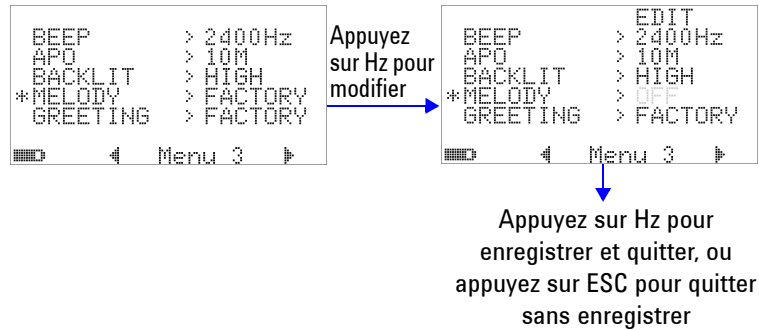 BEEP > 2400Hz
APO > 10M
BACKLIT > HIGH
*MELODY > FACTORY
GREETING > FACTORY
Menu 3
Appuyez
sur Hz pour
modifier
EDIT
BEEP > 2400Hz
APO > 10M
BACKLIT > HIGH
*MELODY > OFF
GREETING > FACTORY
Menu 3
Appuyez sur Hz pour
enregistrer et quitter, ou
appuyez sur ESC pour quitter
sans enregistrer